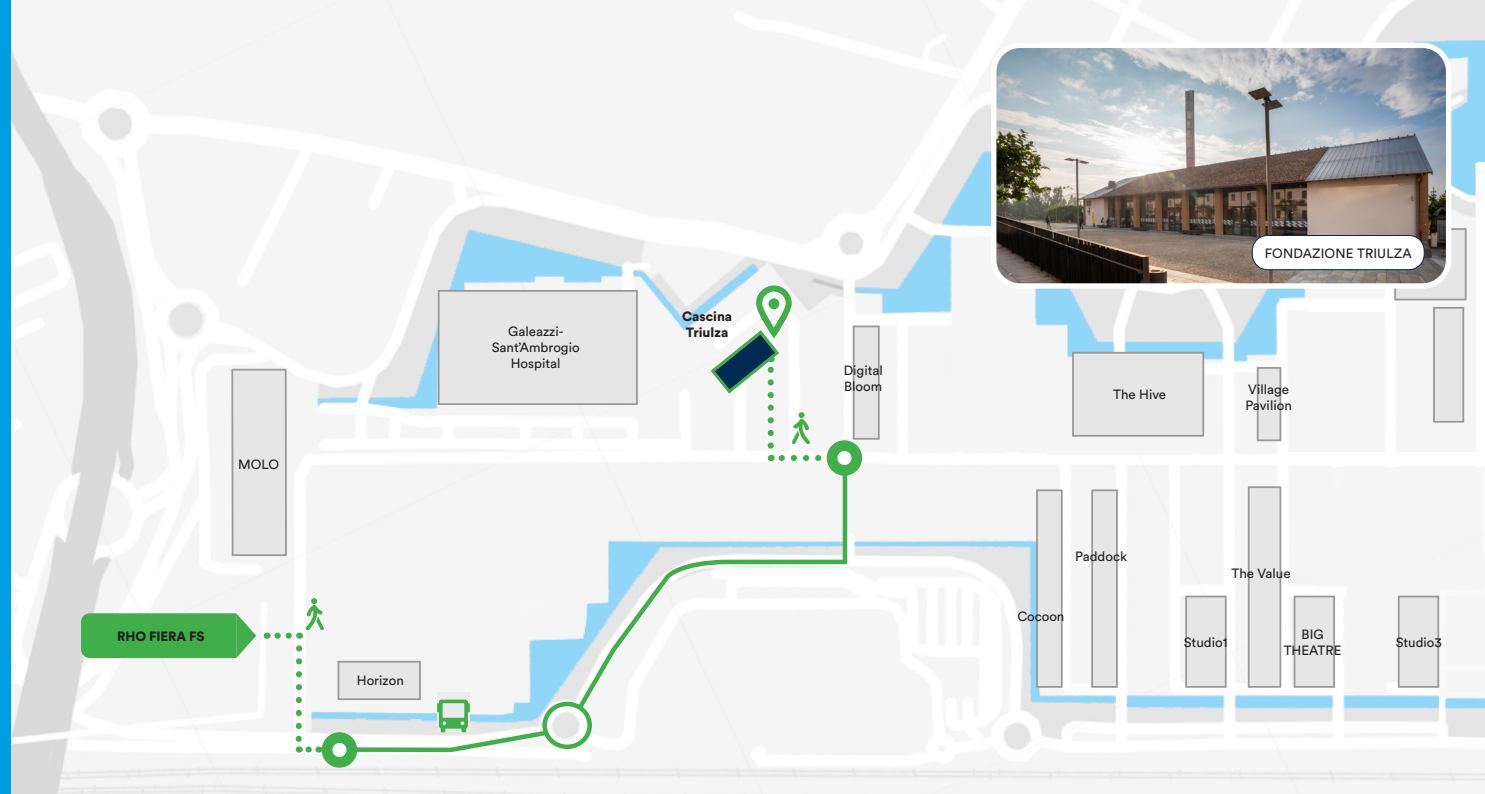 FONDAZIONE TRIULZA
Cascina
Triulza
Galeazzi-
Sant'Ambrogio
Hospital
Digital
Bloom
The Hive
Village
Pavilion
MOLO
Paddock
The Value
Cocoon
RHO FIERA FS
Studio1
BIG
THEATRE
Studio3
Horizon